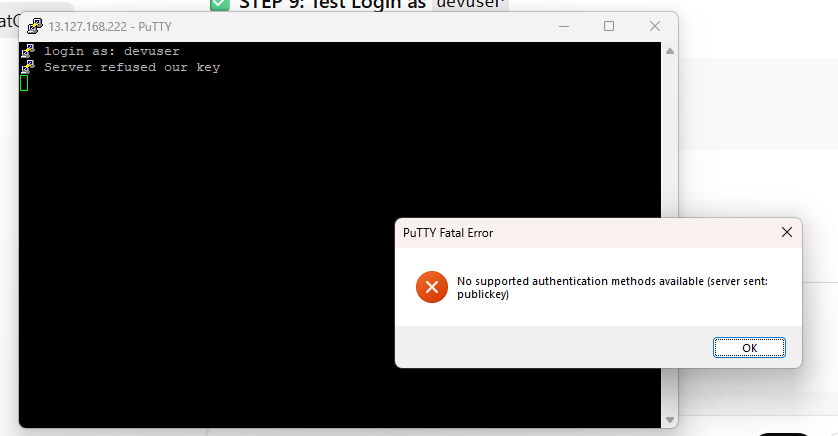 STEP 9: Test Login as devuser
13.127.168.222 - PuTTY
login as: devuser
Server refused our key
PuTTY Fatal Error
No supported authentication methods available (server sent:
publickey)
OK